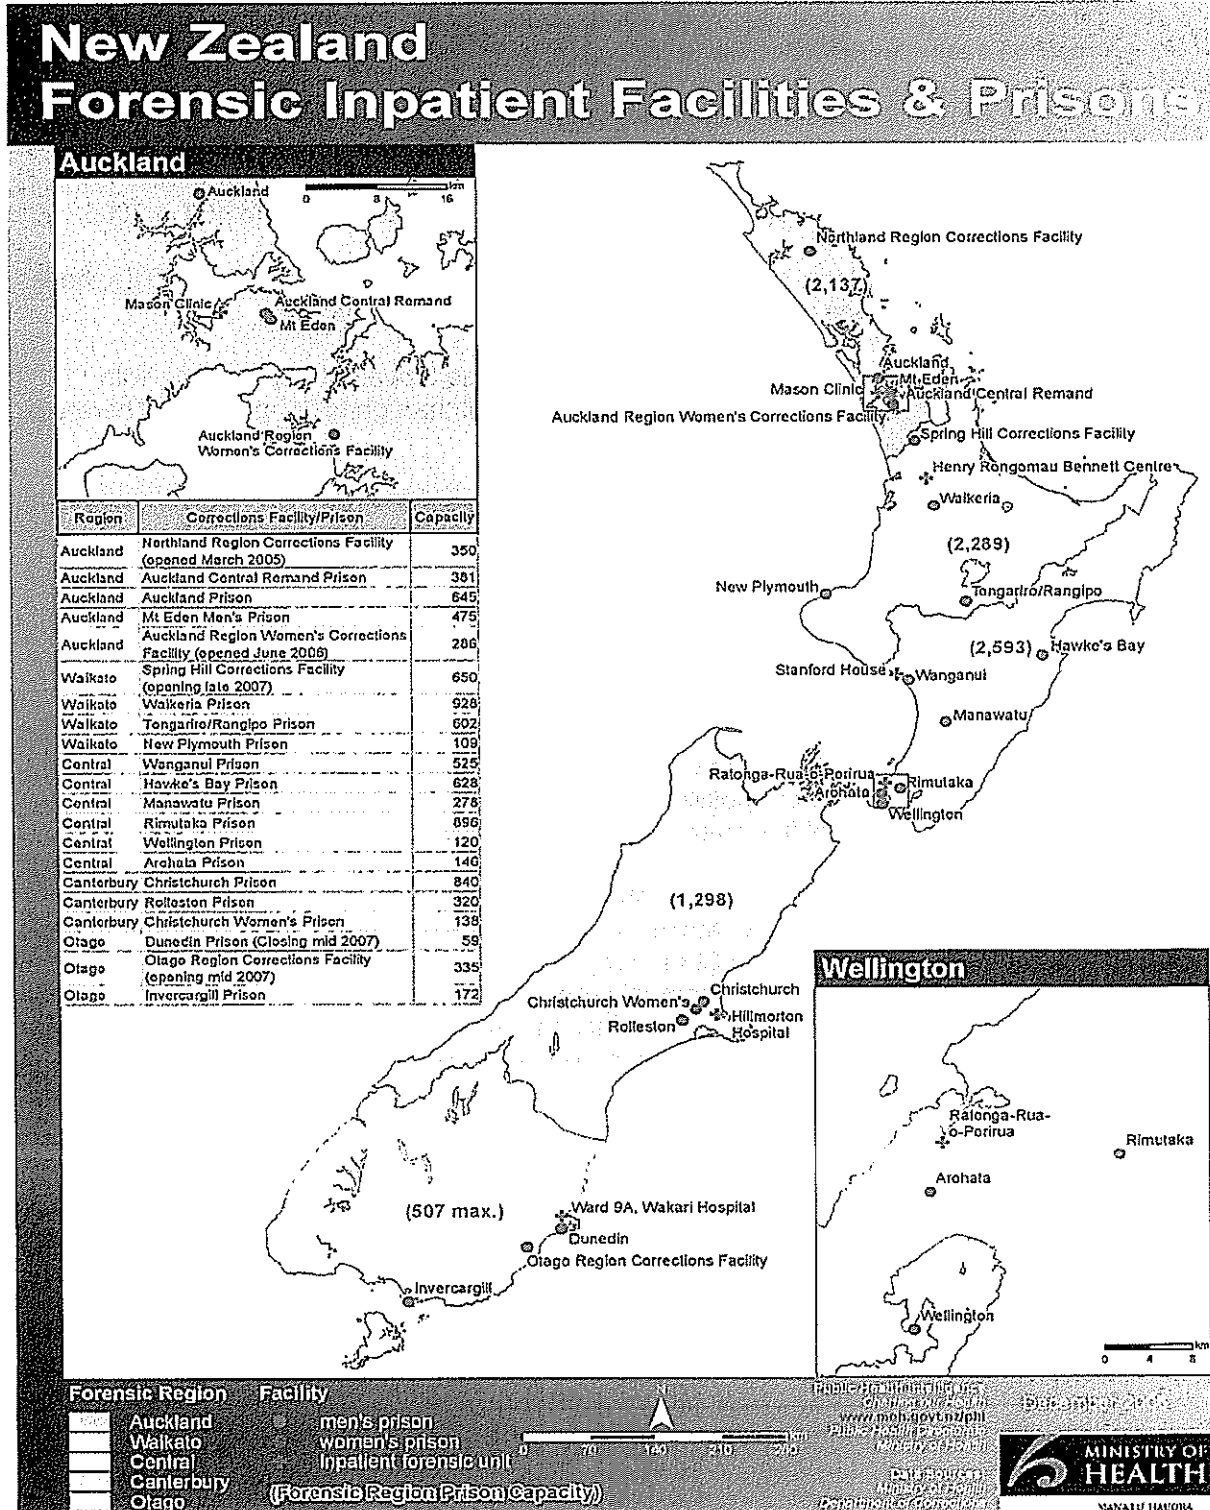 New Zealand
Forensic Inpatient Facilities & Prisons
Auckland
Auckland
0 8 16 km
Mason Clinic
Auckland Central Remand
Mt Eden
Auckland Region
Women's Corrections Facility
Region Corrections Facility/Prison Capacity
Auckland Northland Region Corrections Facility
(opened March 2005) 350
Auckland Auckland Central Remand Prison 381
Auckland Auckland Prison 645
Auckland Mt Eden Men's Prison 475
Auckland Auckland Region Women's Corrections
Facility (opened June 2006) 286
Waikato Spring Hill Corrections Facility
(opening late 2007) 650
Waikato Waikeria Prison 928
Waikato Tongariro/Rangipo Prison 602
Waikato New Plymouth Prison 109
Central Wanganui Prison 525
Central Hawke's Bay Prison 628
Central Manawatu Prison 278
Central Rimutaka Prison 896
Central Wellington Prison 120
Central Arohata Prison 146
Canterbury Christchurch Prison 840
Canterbury Rolleston Prison 320
Canterbury Christchurch Women's Prison 138
Otago Dunedin Prison (Closing mid 2007) 59
Otago Otago Region Corrections Facility
(opening mid 2007) 335
Otago Invercargill Prison 172
Northland Region Corrections Facility
(2,137)
Auckland
Mt Eden
Mason Clinic
Auckland Central Remand
Auckland Region Women's Corrections Facility
Spring Hill Corrections Facility
Henry Rongomau Bennett Centre
Waikeria
(2,289)
New Plymouth
Tongariro/Rangipo
(2,593)
Hawke's Bay
Stanford House
Wanganui
Manawatu
Ratonga-Rua-o-Porirua
Rimutaka
Arohata
Wellington
(1,298)
Christchurch
Christchurch Women's
Hillmorton
Hospital
Rolleston
(507 max.)
Ward 9A, Wakari Hospital
Dunedin
Otago Region Corrections Facility
Invercargill
Wellington
Ratonga-Rua-
o-Porirua
Rimutaka
Arohata
Wellington
0 4 8 km
Forensic Region
Auckland
Waikato
Central
Canterbury
Otago
Facility
men's prison
women's prison
Inpatient forensic unit
(Forensic Region Prison Capacity)
N
0 70 140 210 280 km
Public Health Intelligence
www.moh.govt.nz/phi
Public Health Directorate
Ministry of Health
Data Sources:
Ministry of Health
Department of Corrections
MINISTRY OF
HEALTH
MANATŪ HAUORA